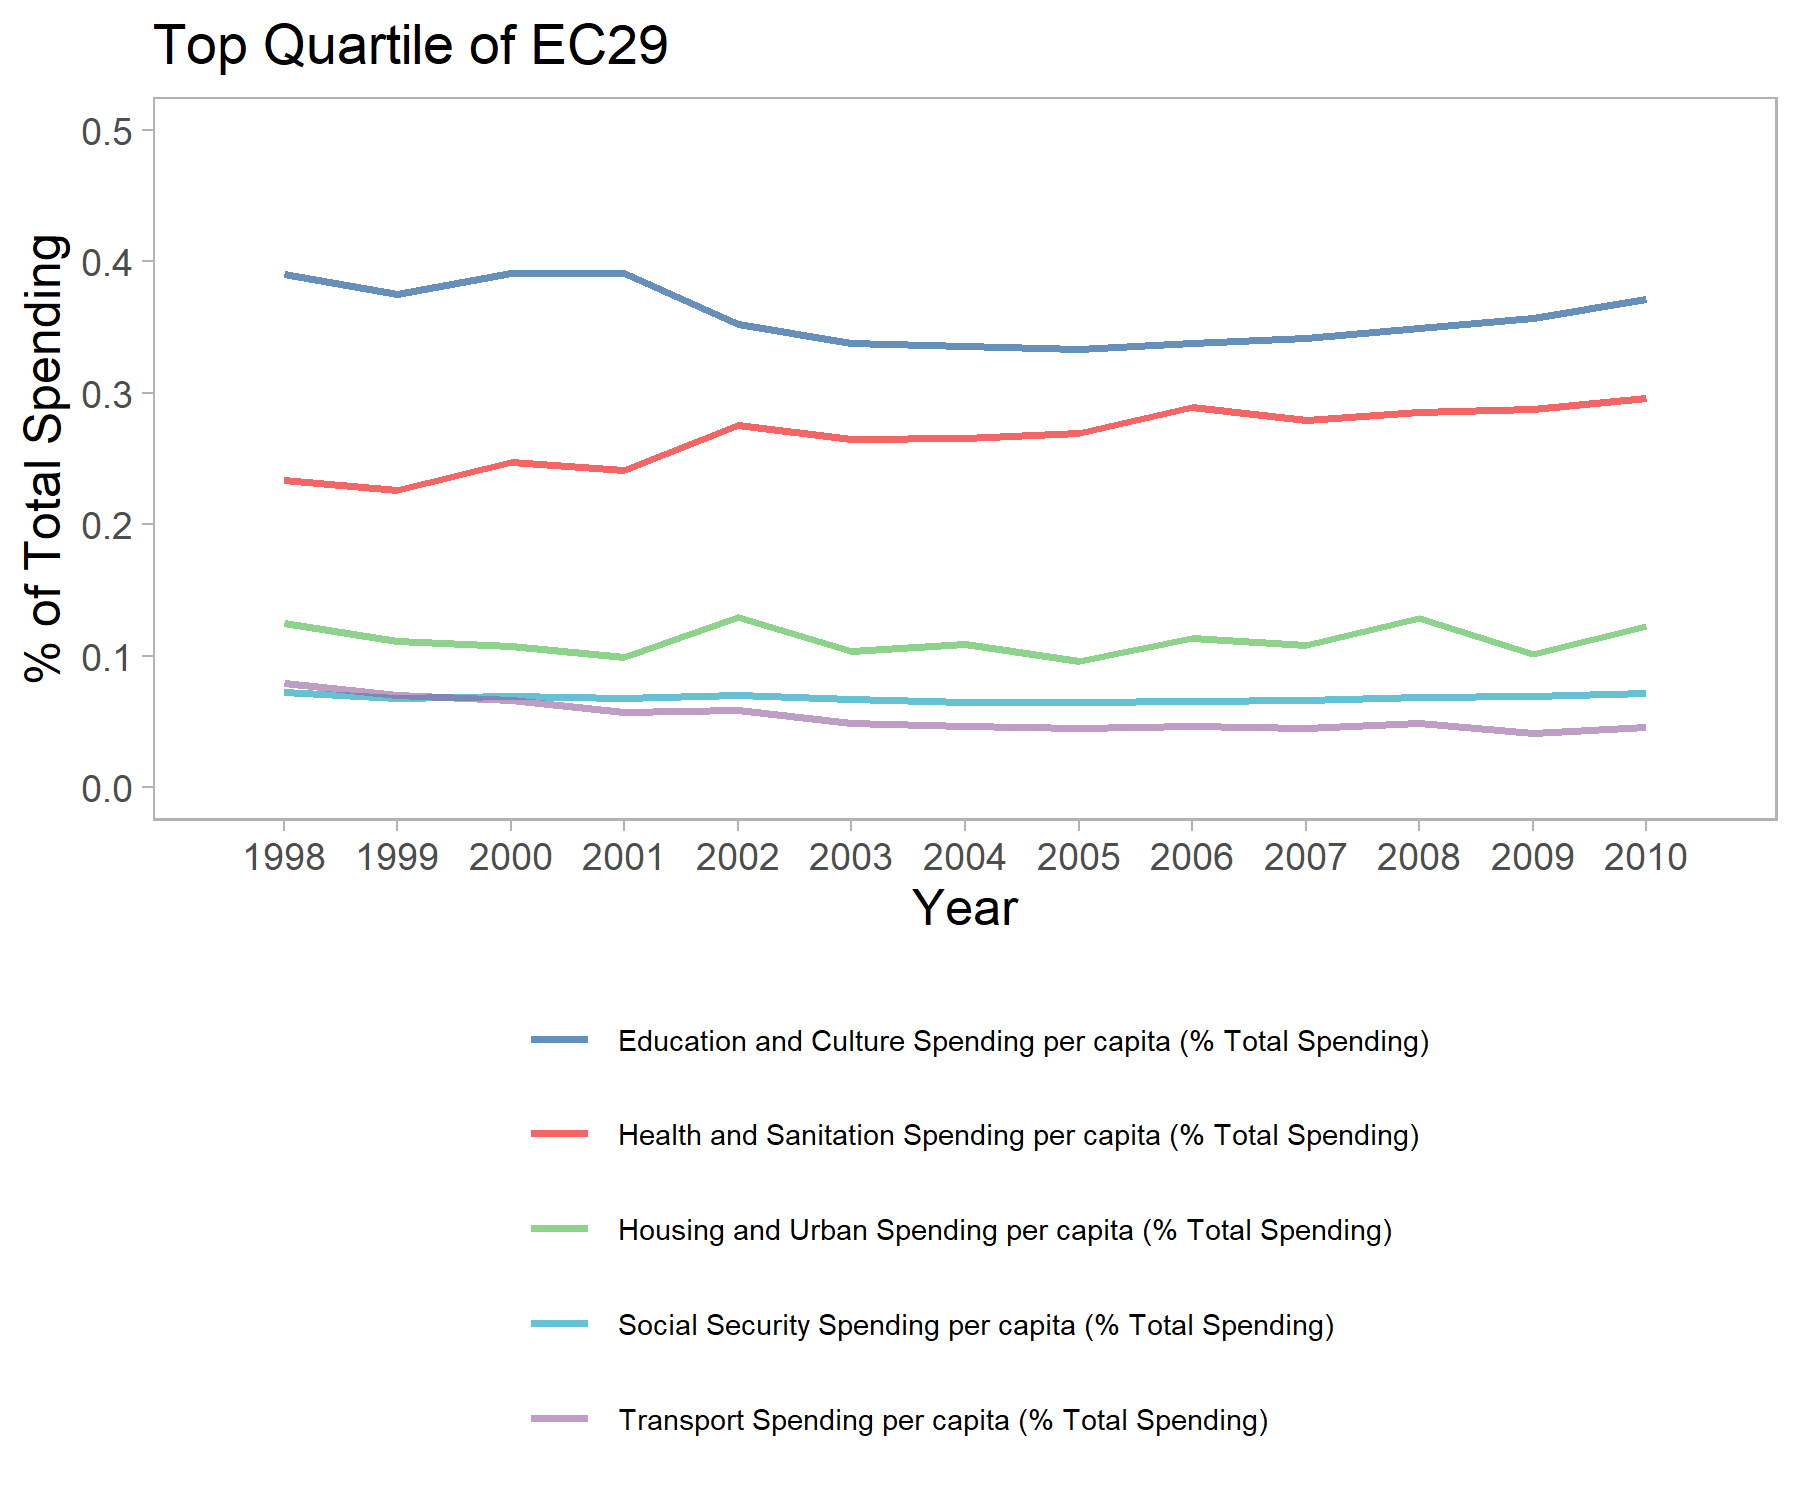 Top Quartile of EC29
% of Total Spending
0.5
0.4
0.3
0.2
0.1
0.0
1998 1999 2000 2001 2002 2003 2004 2005 2006 2007 2008 2009 2010
Year
Education and Culture Spending per capita (% Total Spending)
Health and Sanitation Spending per capita (% Total Spending)
Housing and Urban Spending per capita (% Total Spending)
Social Security Spending per capita (% Total Spending)
Transport Spending per capita (% Total Spending)